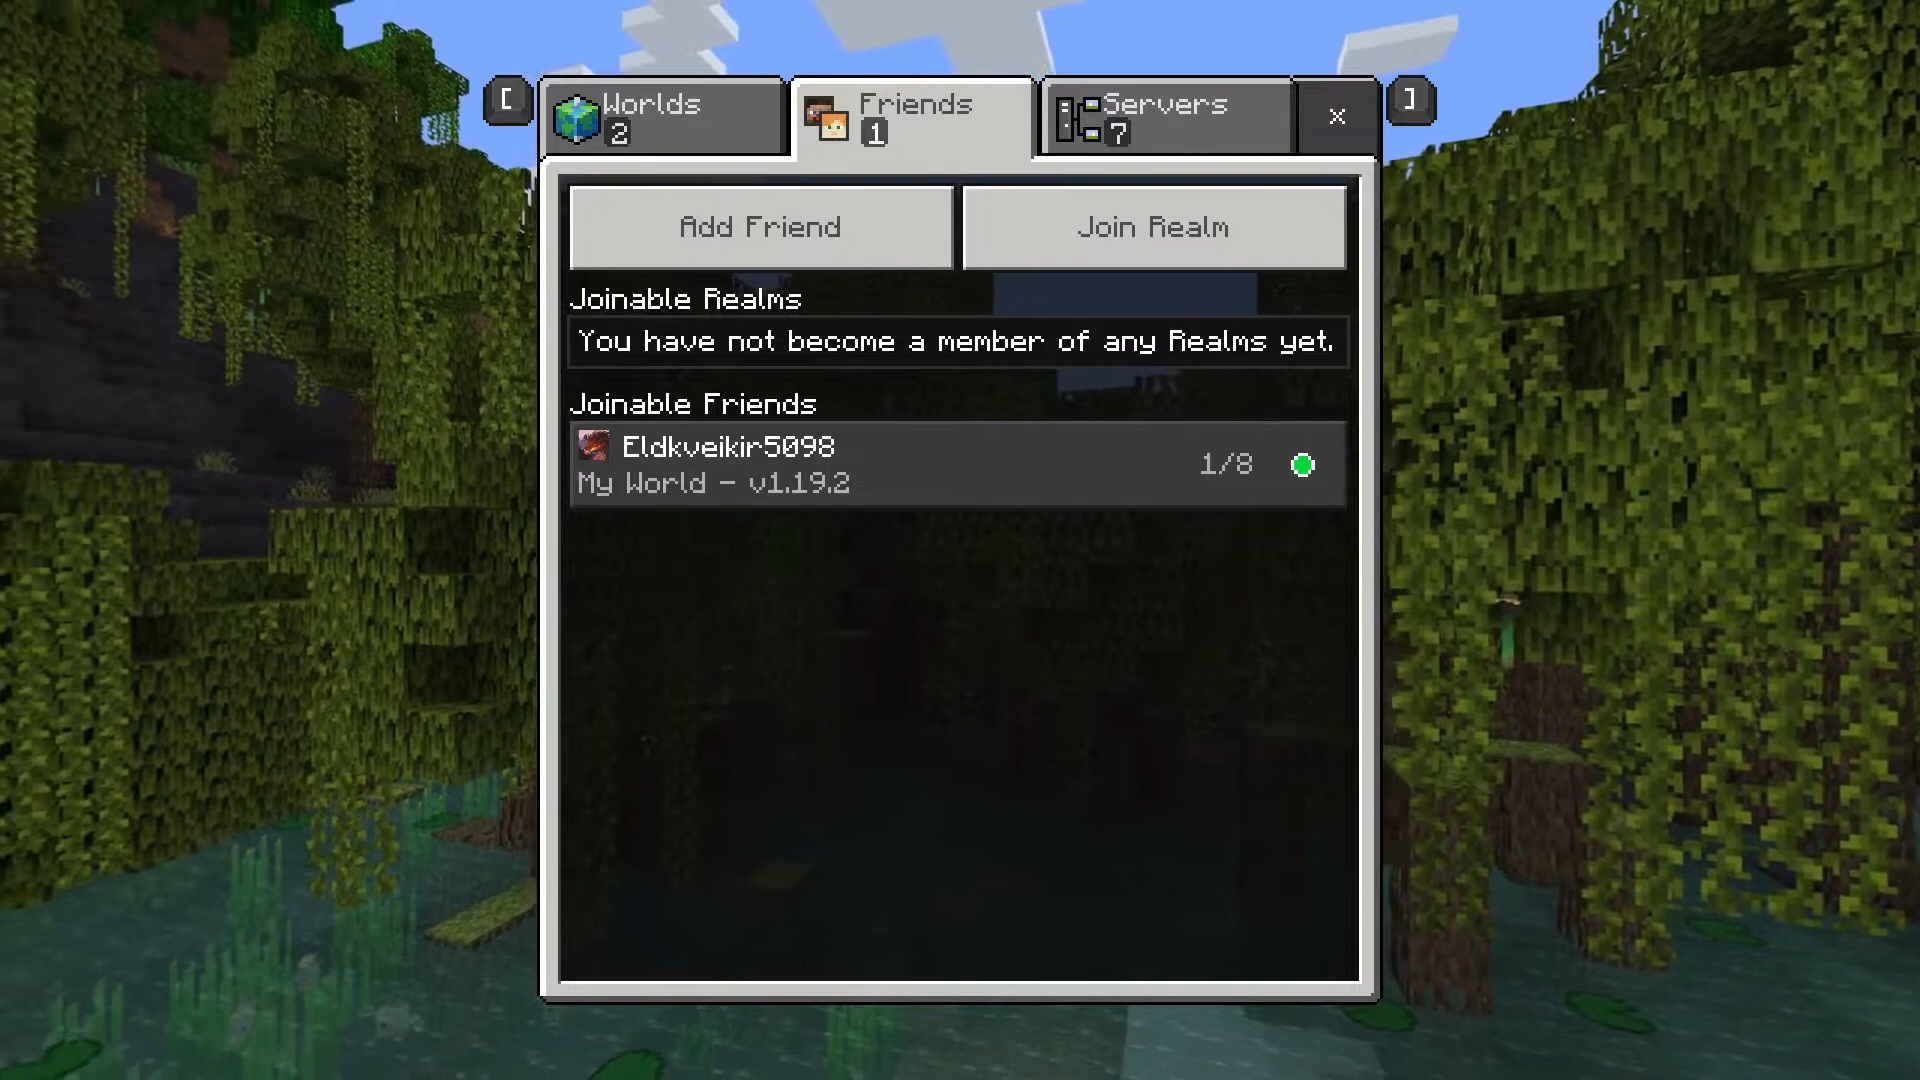 [
Worlds
2
Friends
1
Servers
7
×
]
Add Friend
Join Realm
Joinable Realms
You have not become a member of any Realms yet.
Joinable Friends
Eldkveikir5098
My World - v1.19.2
1/8